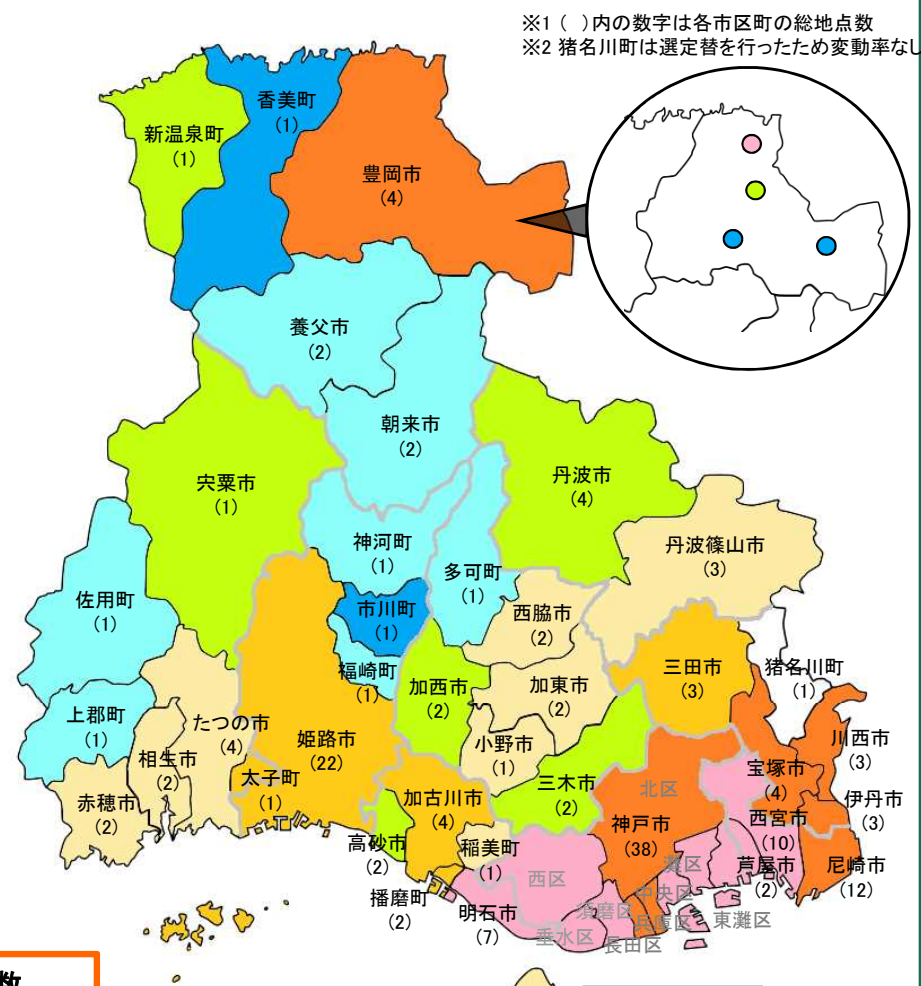 ※1 ( )内の数字は各市区町の総地点数
※2 猪名川町は選定替を行ったため変動率なし
香美町
(1)
新温泉町
(1)
豊岡市
(4)
養父市
(2)
朝来市
(2)
宍粟市
(1)
丹波市
(4)
丹波篠山市
(3)
神河町
(1)
多可町
(1)
佐用町
(1)
市川町
(1)
西脇市
(2)
福崎町
(1)
加西市
(2)
加東市
(2)
三田市
(3)
猪名川町
(1)
上郡町
(1)
たつの市
(4)
相生市
(2)
姫路市
(22)
小野市
(1)
川西市
(3)
赤穂市
(2)
太子町
(1)
加古川市
(4)
三木市
(2)
北区
宝塚市
(4)
伊丹市
(3)
高砂市
(2)
稲美町
(1)
神戸市
(38)
西宮市
(10)
播磨町
(2)
明石市
(7)
西区
灘区
芦屋市
(2)
尼崎市
(12)
須磨区
中央区
兵庫区
東灘区
垂水区
長田区
数